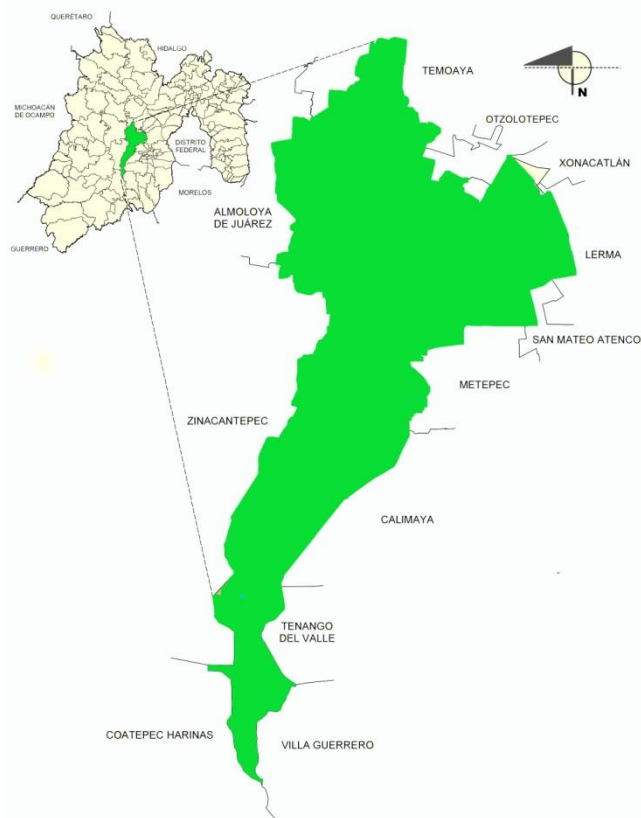 QUERÉTARO
HIDALGO
MICHOACÁN
DE OCAMPO
DISTRITO
FEDERAL
MORELOS
GUERRERO
TEMOAYA
OTZOLOTEPEC
XONACATLÁN
N
ALMOLOYA
DE JUÁREZ
LERMA
SAN MATEO ATENCO
METEPEC
ZINACANTEPEC
CALIMAYA
TENANGO
DEL VALLE
COATEPEC HARINAS
VILLA GUERRERO